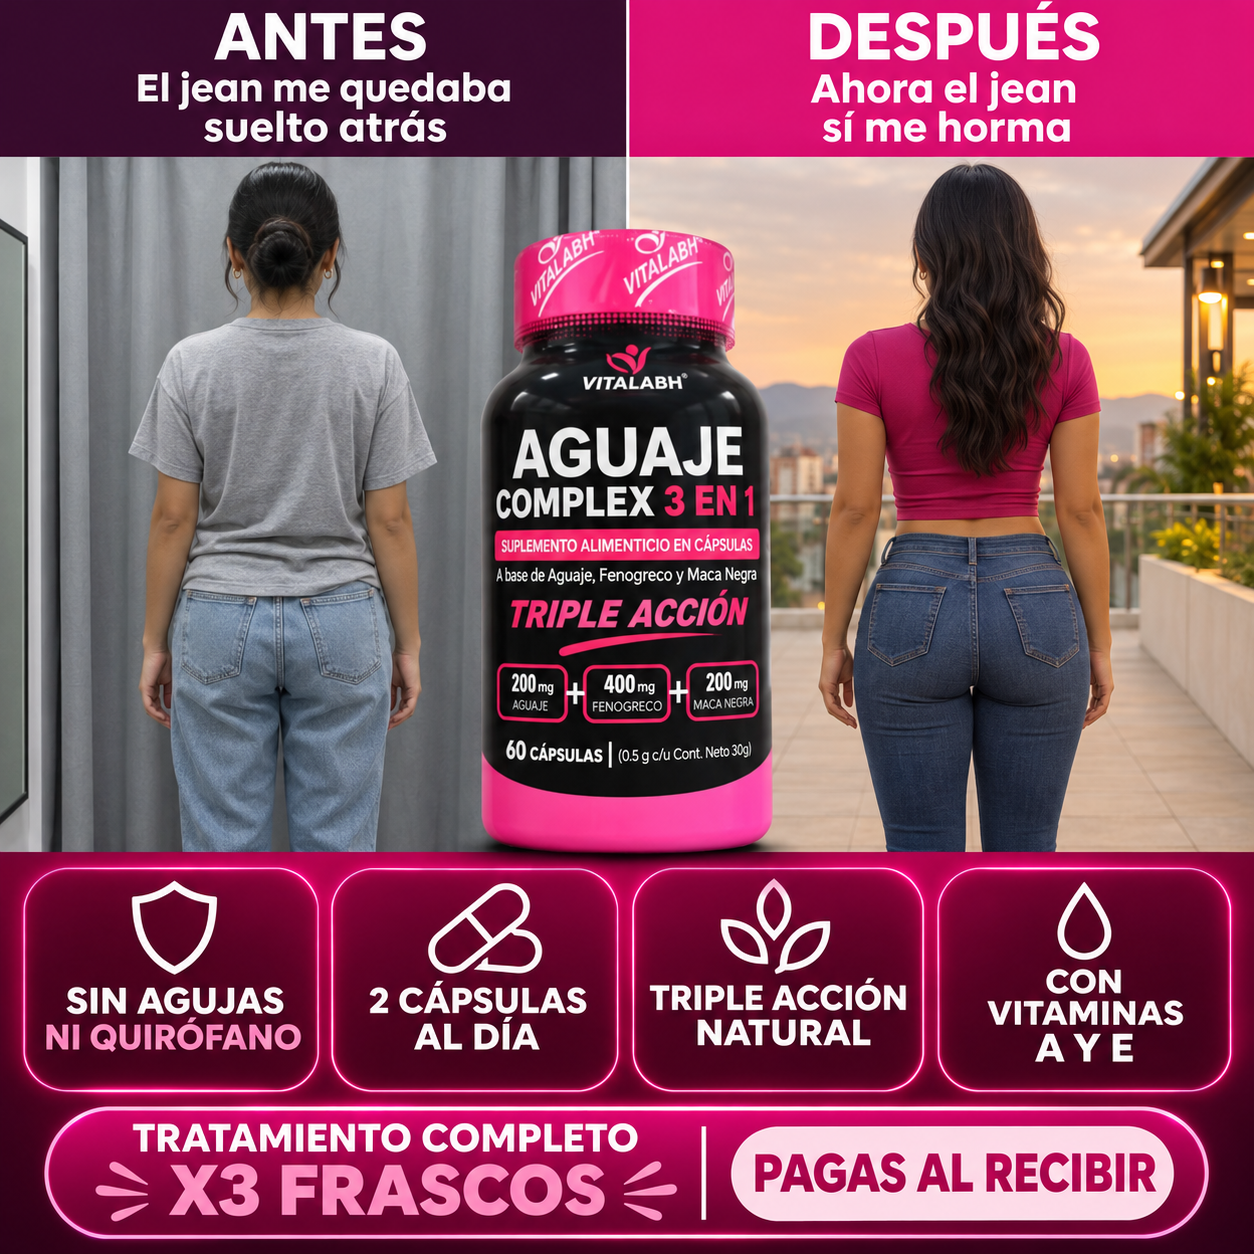 ANTES
El jean me quedaba
suelto atrás
DESPUÉS
Ahora el jean
sí me horma
VITALABH
VITALABH
VITALABH®
AGUAJE
COMPLEX 3 EN 1
SUPLEMENTO ALIMENTICIO EN CÁPSULAS
A base de Aguaje, Fenogreco y Maca Negra
TRIPLE ACCIÓN
200 mg AGUAJE + 400 mg FENOGRECO + 200 mg MACA NEGRA
60 CÁPSULAS | (0.5 g c/u Cont. Neto 30g)
SIN AGUJAS
NI QUIRÓFANO
2 CÁPSULAS
AL DÍA
TRIPLE ACCIÓN
NATURAL
CON
VITAMINAS
A Y E
TRATAMIENTO COMPLETO
X3 FRASCOS
PAGAS AL RECIBIR